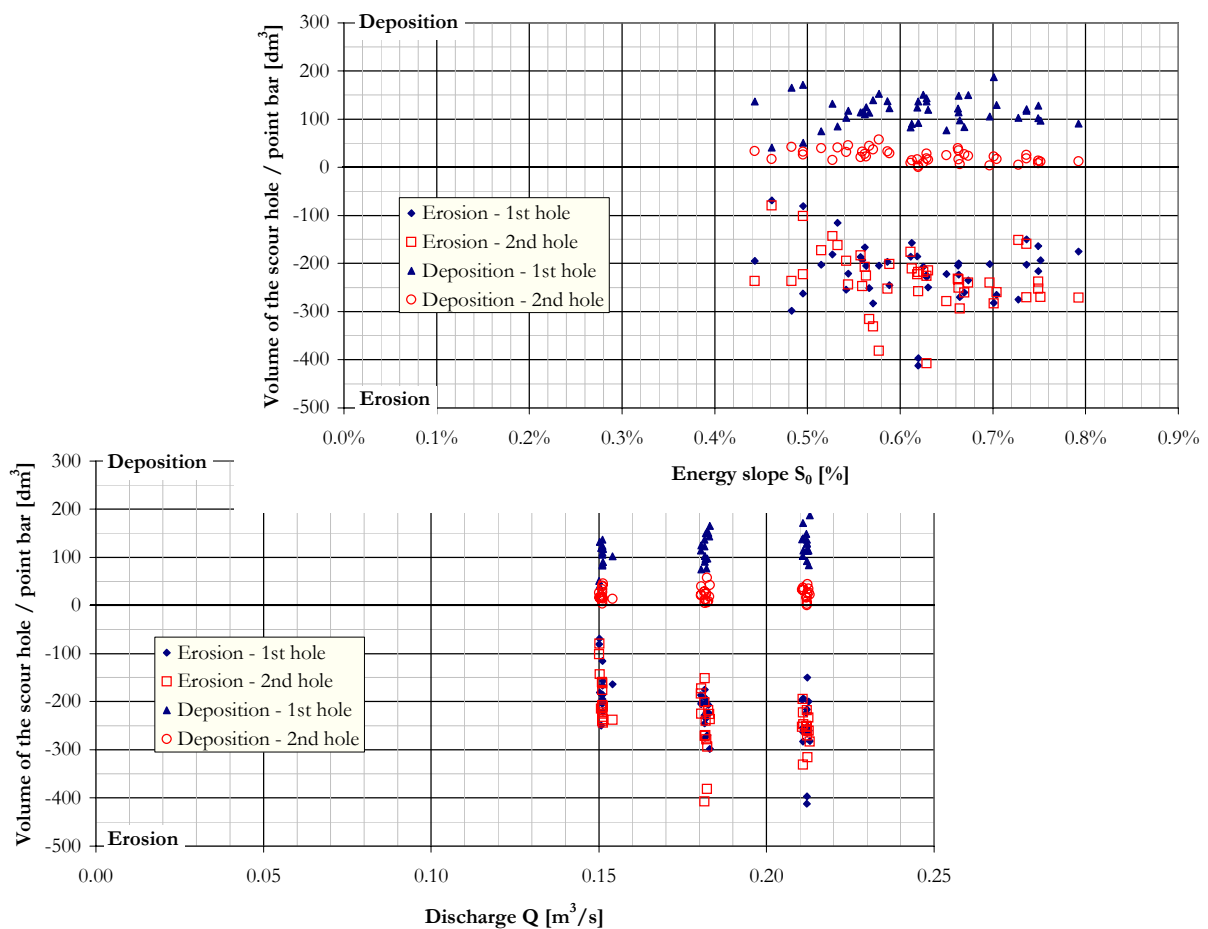 Deposition
300
200
100
0
-100
-200
-300
-400
-500
Volume of the scour hole / point bar [dm³]
Erosion - 1st hole
Erosion - 2nd hole
Deposition - 1st hole
Deposition - 2nd hole
Erosion
0.0% 0.1% 0.2% 0.3% 0.4% 0.5% 0.6% 0.7% 0.8% 0.9%
Energy slope S₀ [%]
Deposition
300
200
100
0
-100
-200
-300
-400
-500
Volume of the scour hole / point bar [dm³]
Erosion - 1st hole
Erosion - 2nd hole
Deposition - 1st hole
Deposition - 2nd hole
Erosion
0.00 0.05 0.10 0.15 0.20 0.25
Discharge Q [m³/s]